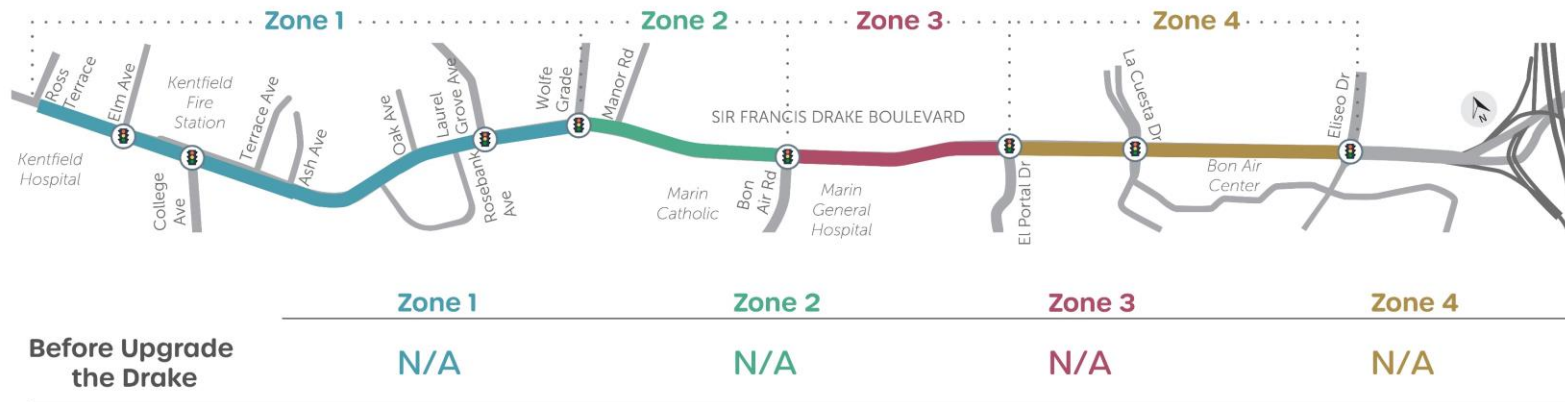 Zone 1
Zone 2
Zone 3
Zone 4
Ross
Terrace
Elm Ave
Kentfield
Fire
Station
Terrace Ave
Ash Ave
Oak Ave
Laurel
Grove Ave
Wolfe
Grade
Manor Rd
SIR FRANCIS DRAKE BOULEVARD
La Cuesta Dr
Eliseo Dr
N
Kentfield
Hospital
College
Ave
Rosebank
Ave
Marin
Catholic
Bon
Air Rd
Marin
General
Hospital
El Portal Dr
Bon Air
Center
Zone 1
Zone 2
Zone 3
Zone 4
Before Upgrade
the Drake
N/A
N/A
N/A
N/A